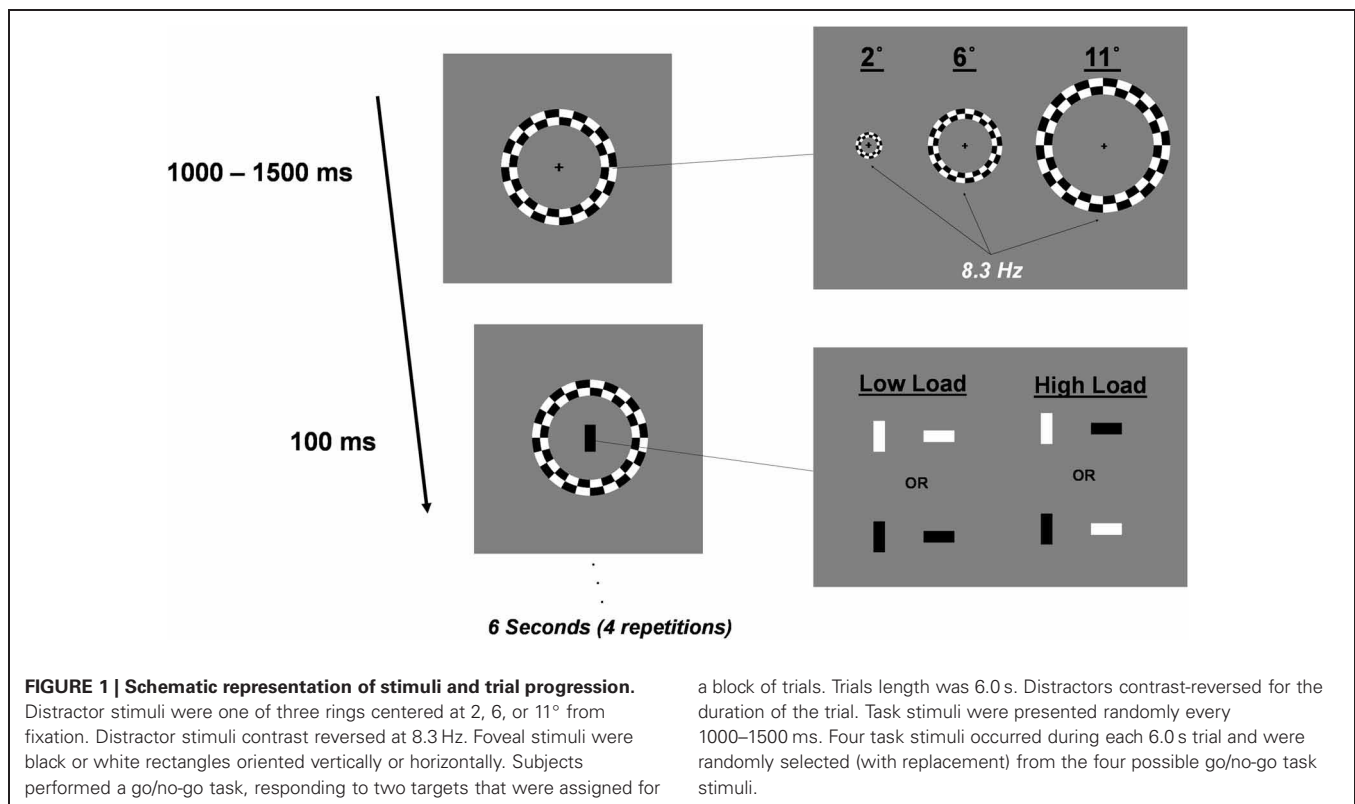 2° 6° 11°
1000 – 1500 ms
8.3 Hz
Low Load High Load
OR OR
100 ms
6 Seconds (4 repetitions)
FIGURE 1 | Schematic representation of stimuli and trial progression.
Distractor stimuli were one of three rings centered at 2, 6, or 11° from
fixation. Distractor stimuli contrast reversed at 8.3 Hz. Foveal stimuli were
black or white rectangles oriented vertically or horizontally. Subjects
performed a go/no-go task, responding to two targets that were assigned for
a block of trials. Trials length was 6.0 s. Distractors contrast-reversed for the
duration of the trial. Task stimuli were presented randomly every
1000–1500 ms. Four task stimuli occurred during each 6.0 s trial and were
randomly selected (with replacement) from the four possible go/no-go task
stimuli.